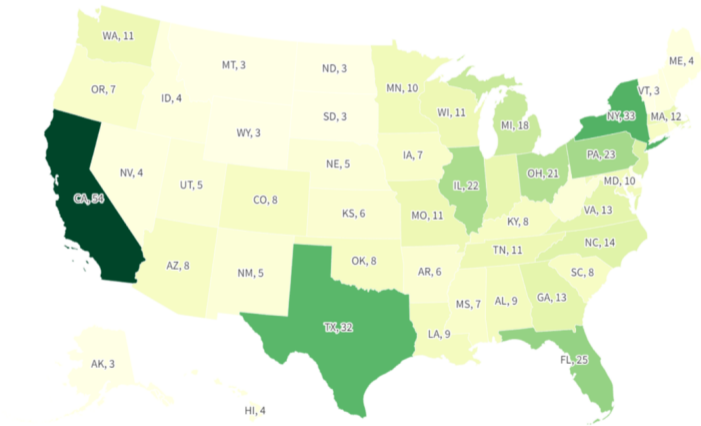 WA, 11
ME, 4
MT, 3
ND, 3
OR, 7
MN, 10
VT, 3
ID, 4
WI, 11
NY, 33
MA, 12
SD, 3
MI, 18
WY, 3
IA, 7
PA, 23
NE, 5
NV, 4
OH, 21
UT, 5
IL, 22
MD, 10
CA, 54
CO, 8
KS, 6
MO, 11
VA, 13
KY, 8
NC, 14
TN, 11
AZ, 8
OK, 8
NM, 5
AR, 6
SC, 8
GA, 13
MS, 7
AL, 9
TX, 32
LA, 9
FL, 25
AK, 3
HI, 4